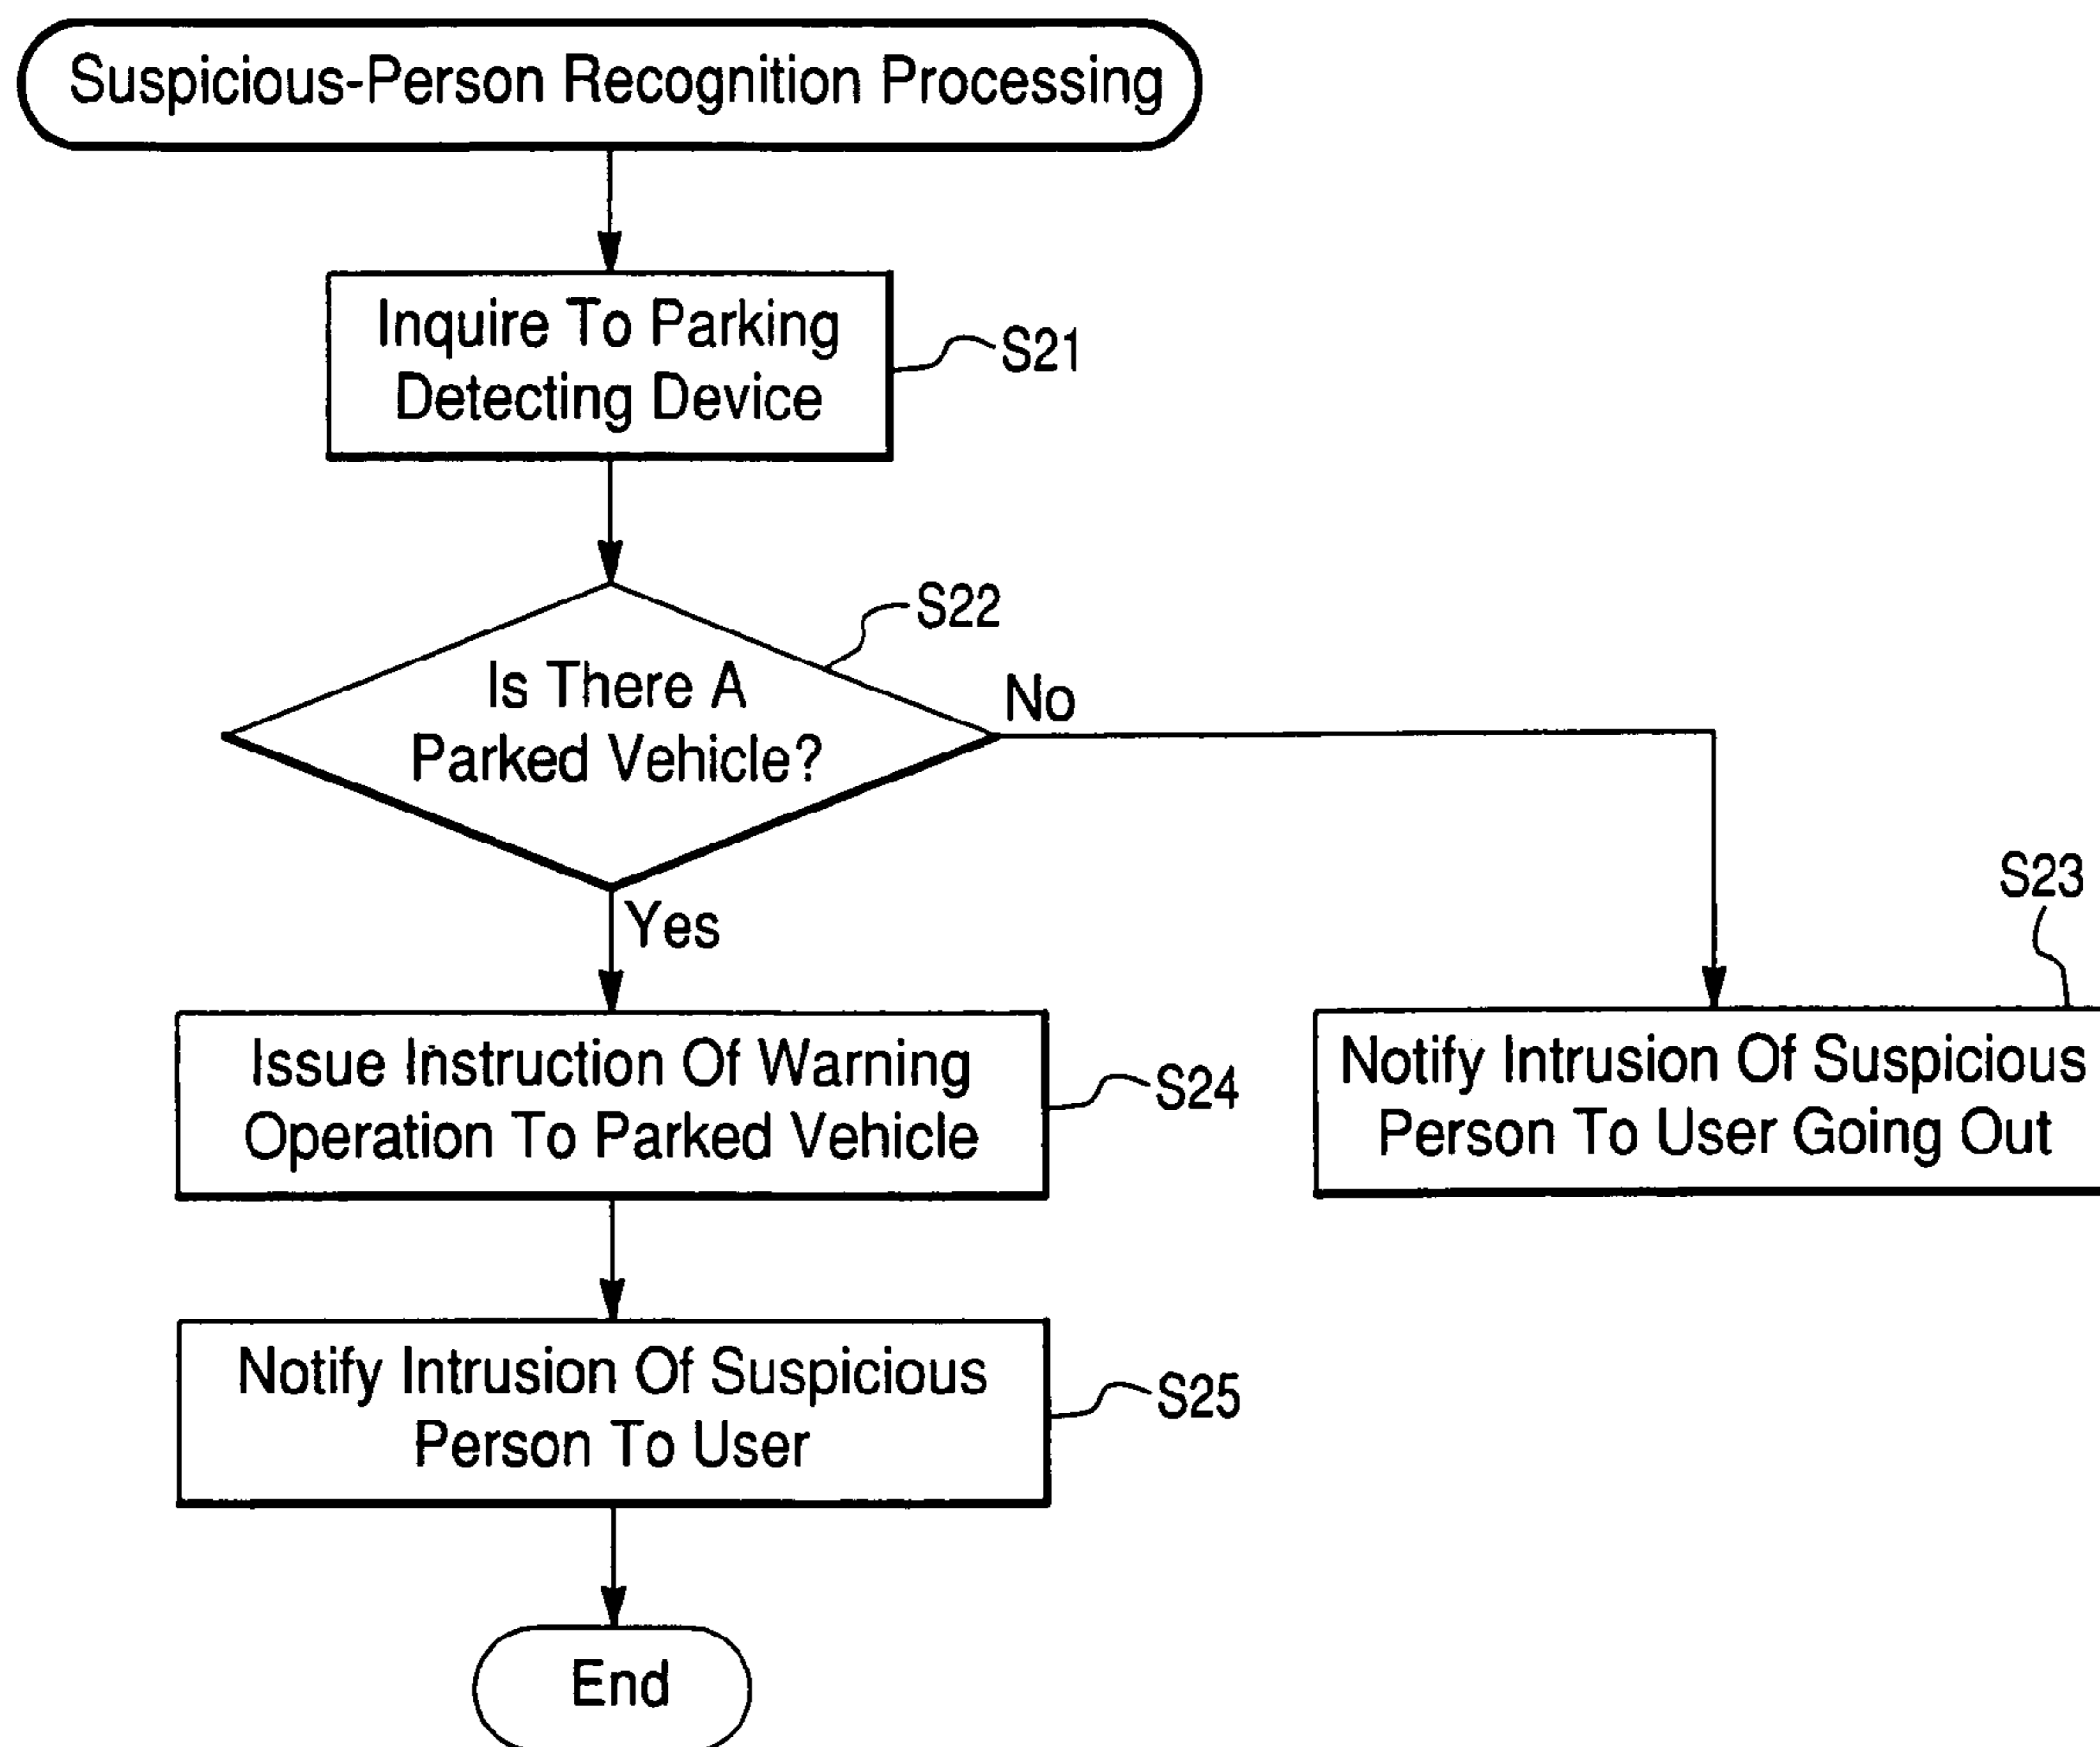 Suspicious-Person Recognition Processing
Inquire To Parking
Detecting Device
S21
S22
Is There A
Parked Vehicle?
No
Yes
S23
Issue Instruction Of Warning
Operation To Parked Vehicle
S24
Notify Intrusion Of Suspicious
Person To User Going Out
Notify Intrusion Of Suspicious
Person To User
S25
End